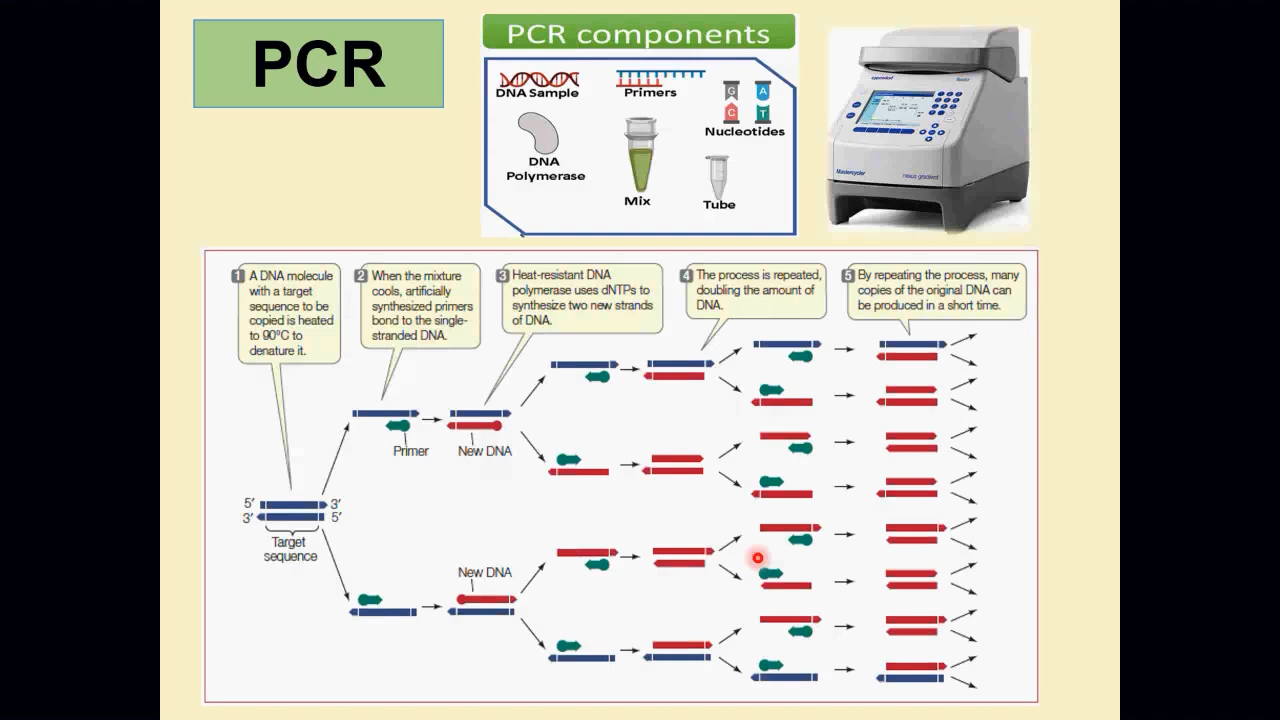 PCR
PCR components
DNA Sample
Primers
G
A
C
T
Nucleotides
DNA
Polymerase
Mix
Tube
eppendorf
Mastercycler
nexus gradient
1 A DNA molecule
with a target
sequence to be
copied is heated
to 90°C to
denature it.
2 When the mixture
cools, artificially
synthesized primers
bond to the single-
stranded DNA.
3 Heat-resistant DNA
polymerase uses dNTPs to
synthesize two new strands
of DNA.
4 The process is repeated,
doubling the amount of
DNA.
5 By repeating the process, many
copies of the original DNA can
be produced in a short time.
Primer
New DNA
5′ 3′
3′ 5′
Target
sequence
New DNA